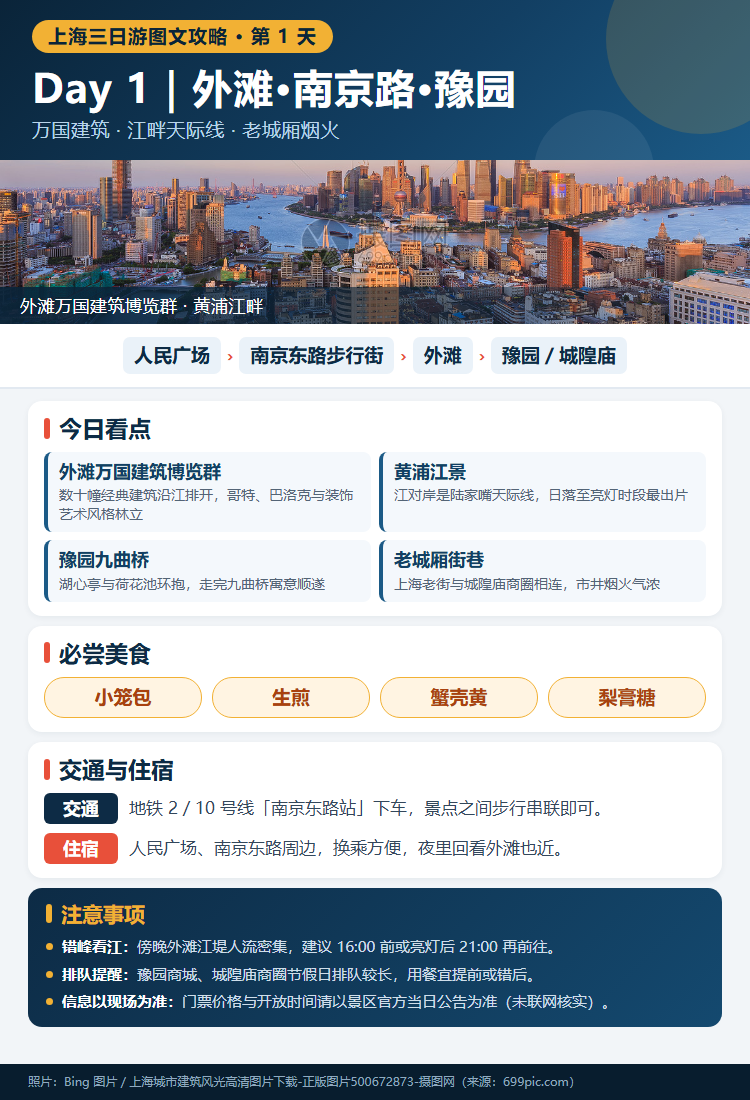 上海三日游图文攻略 · 第 1 天
Day 1｜外滩·南京路·豫园
万国建筑 · 江畔天际线 · 老城厢烟火
摄图网
外滩万国建筑博览群 · 黄浦江畔
人民广场 › 南京东路步行街 › 外滩 › 豫园 / 城隍庙
今日看点
外滩万国建筑博览群
数十幢经典建筑沿江排开，哥特、巴洛克与装饰
艺术风格林立
黄浦江景
江对岸是陆家嘴天际线，日落至亮灯时段最出片
豫园九曲桥
湖心亭与荷花池环抱，走完九曲桥寓意顺遂
老城厢街巷
上海老街与城隍庙商圈相连，市井烟火气浓
必尝美食
小笼包 生煎 蟹壳黄 梨膏糖
交通与住宿
交通 地铁 2 / 10 号线「南京东路站」下车，景点之间步行串联即可。
住宿 人民广场、南京东路周边，换乘方便，夜里回看外滩也近。
注意事项
错峰看江：傍晚外滩江堤人流密集，建议 16:00 前或亮灯后 21:00 再前往。
排队提醒：豫园商城、城隍庙商圈节假日排队较长，用餐宜提前或错后。
信息以现场为准：门票价格与开放时间请以景区官方当日公告为准（未联网核实）。
照片：Bing 图片 / 上海城市建筑风光高清图片下载-正版图片500672873-摄图网（来源：699pic.com）